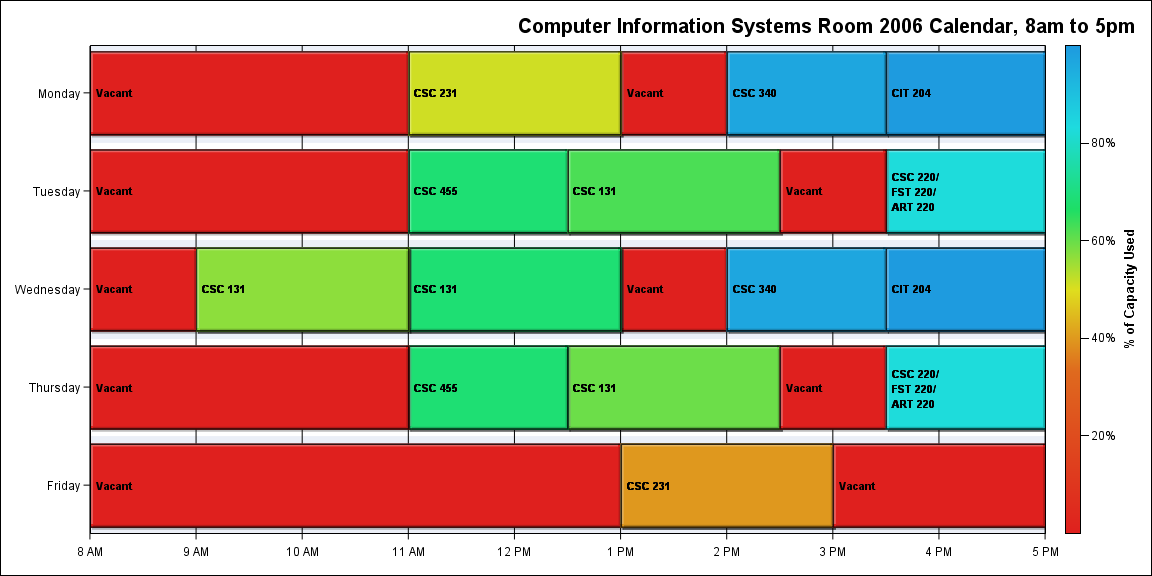 Computer Information Systems Room 2006 Calendar, 8am to 5pm
Monday
Vacant
CSC 231
Vacant
CSC 340
CIT 204
Tuesday
Vacant
CSC 455
CSC 131
Vacant
CSC 220/
FST 220/
ART 220
Wednesday
Vacant
CSC 131
CSC 131
Vacant
CSC 340
CIT 204
Thursday
Vacant
CSC 455
CSC 131
Vacant
CSC 220/
FST 220/
ART 220
Friday
Vacant
CSC 231
Vacant
8 AM
9 AM
10 AM
11 AM
12 PM
1 PM
2 PM
3 PM
4 PM
5 PM
80%
60%
40%
20%
% of Capacity Used